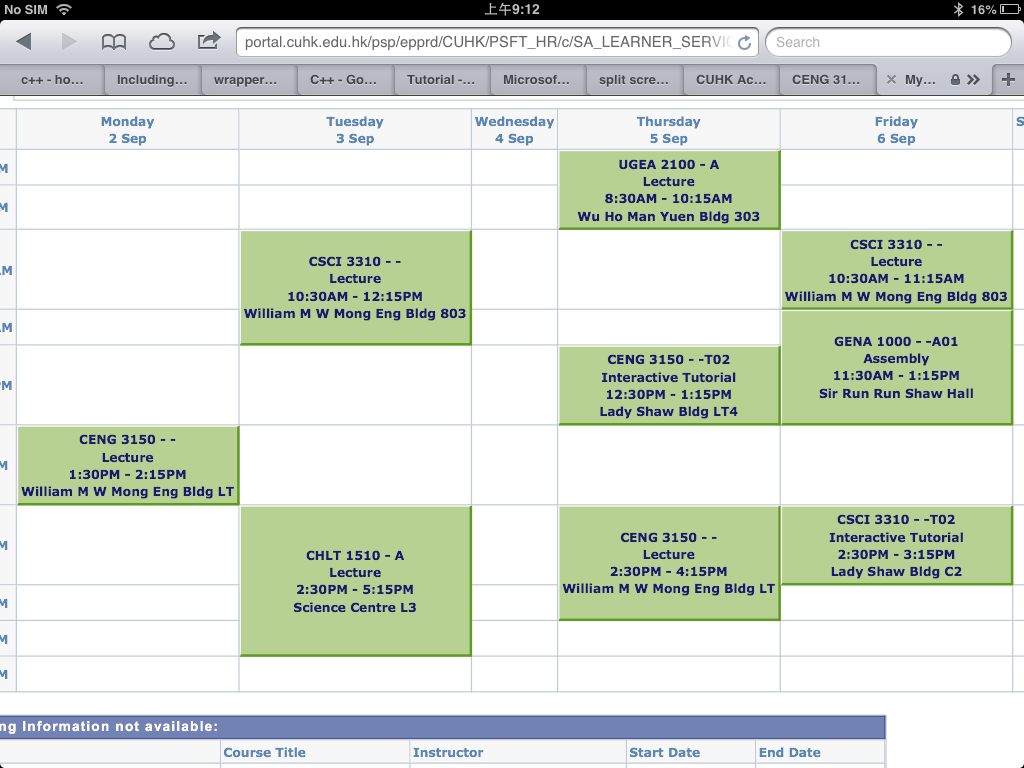 No SIM
上午9:12
16%
portal.cuhk.edu.hk/psp/epprd/CUHK/PSFT_HR/c/SA_LEARNER_SERVIC
Search
c++ - ho...
Including...
wrapper...
C++ - Go...
Tutorial -...
Microsof...
split scre...
CUHK Ac...
CENG 31...
My...
Monday
2 Sep
Tuesday
3 Sep
Wednesday
4 Sep
Thursday
5 Sep
Friday
6 Sep
S
UGEA 2100 - A
Lecture
8:30AM - 10:15AM
Wu Ho Man Yuen Bldg 303
CSCI 3310 - -
Lecture
10:30AM - 12:15PM
William M W Mong Eng Bldg 803
CSCI 3310 - -
Lecture
10:30AM - 11:15AM
William M W Mong Eng Bldg 803
GENA 1000 - -A01
Assembly
11:30AM - 1:15PM
Sir Run Run Shaw Hall
CENG 3150 - -T02
Interactive Tutorial
12:30PM - 1:15PM
Lady Shaw Bldg LT4
CENG 3150 - -
Lecture
1:30PM - 2:15PM
William M W Mong Eng Bldg LT
CHLT 1510 - A
Lecture
2:30PM - 5:15PM
Science Centre L3
CENG 3150 - -
Lecture
2:30PM - 4:15PM
William M W Mong Eng Bldg LT
CSCI 3310 - -T02
Interactive Tutorial
2:30PM - 3:15PM
Lady Shaw Bldg C2
ng Information not available:
Course Title
Instructor
Start Date
End Date